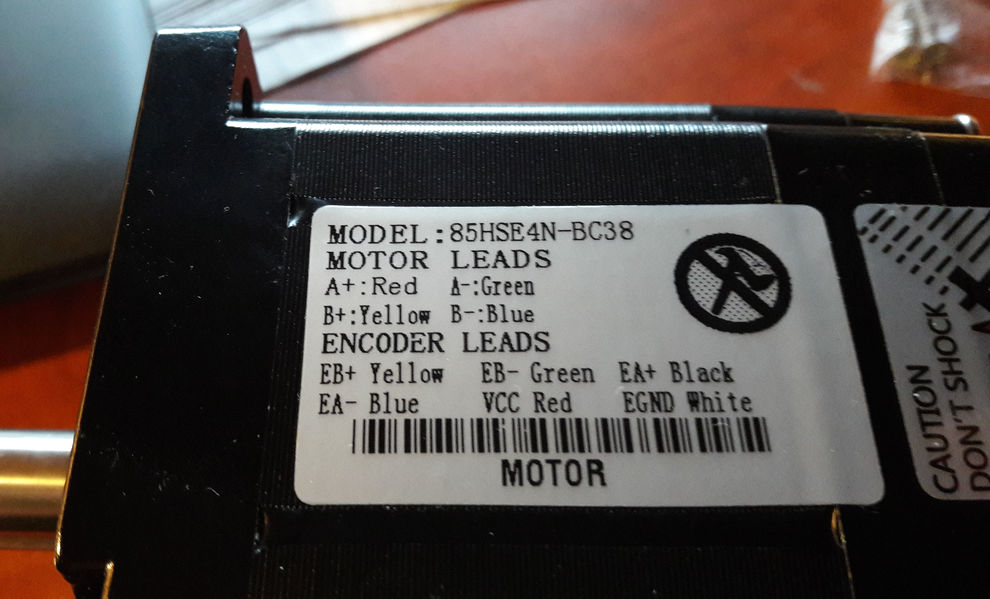 MODEL:85HSE4N-BC38
MOTOR LEADS
A+:Red A-:Green
B+:Yellow B-:Blue
ENCODER LEADS
EB+ Yellow EB- Green EA+ Black
EA- Blue VCC Red EGND White
MOTOR
CAUTION
DON'T SHOCK